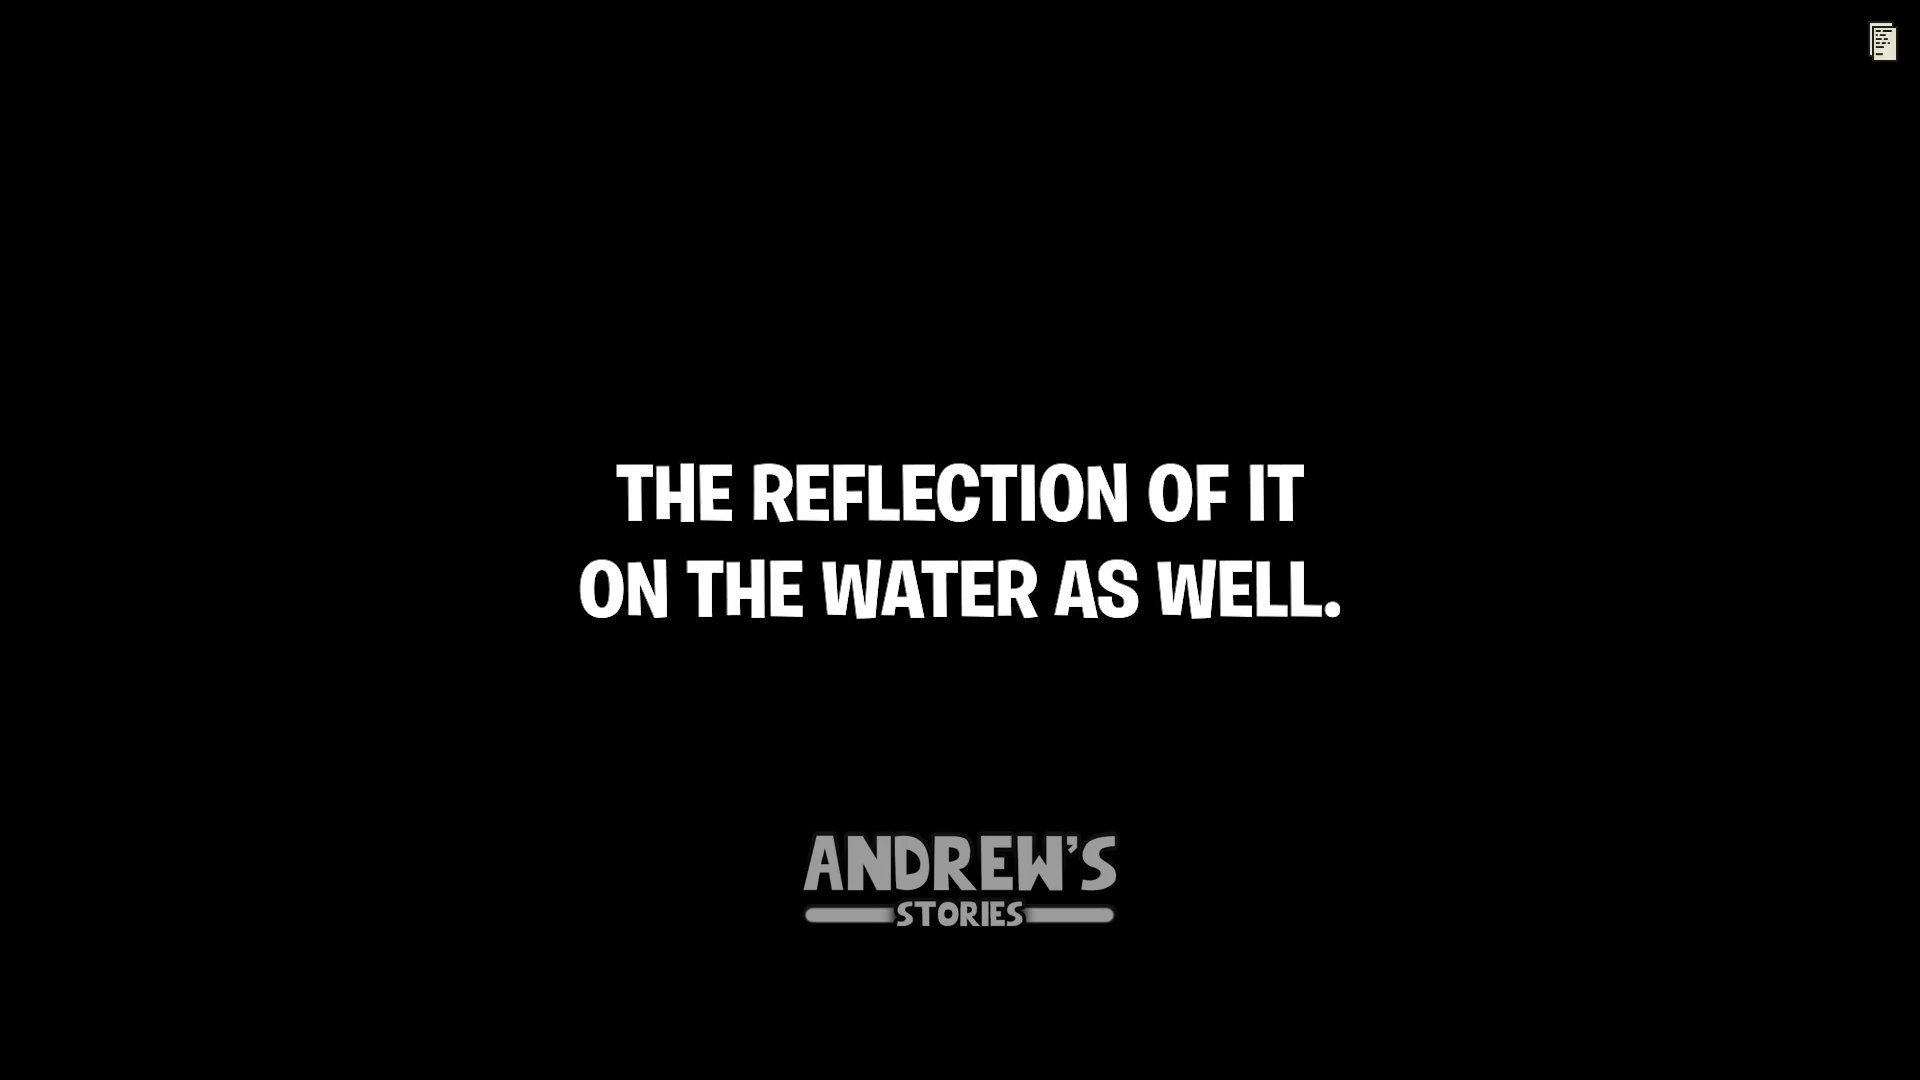 THE REFLECTION OF IT
ON THE WATER AS WELL.
ANDREW'S
STORIES